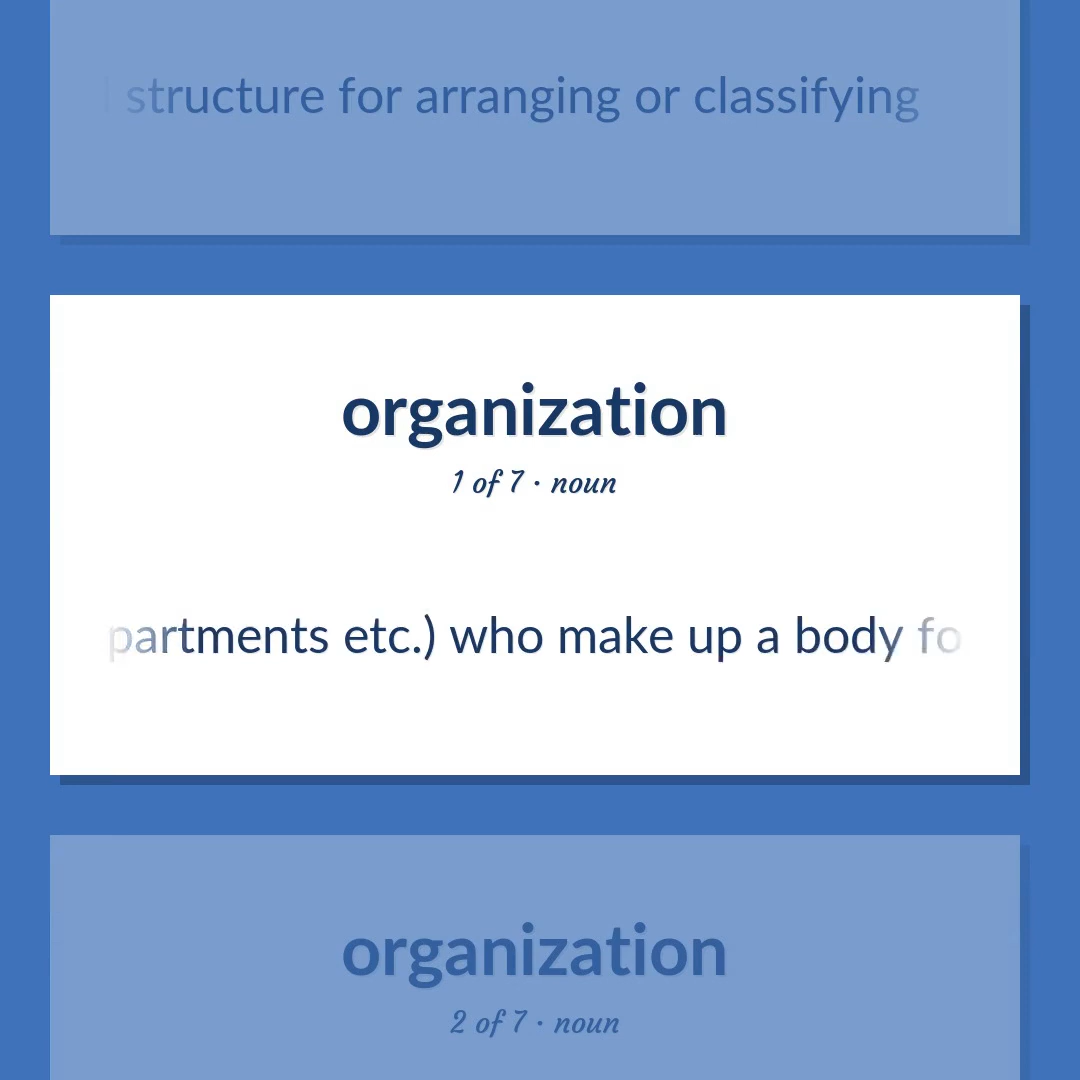 structure for arranging or classifying
organization
1 of 7 · noun
partments etc.) who make up a body fo
organization
2 of 7 · noun